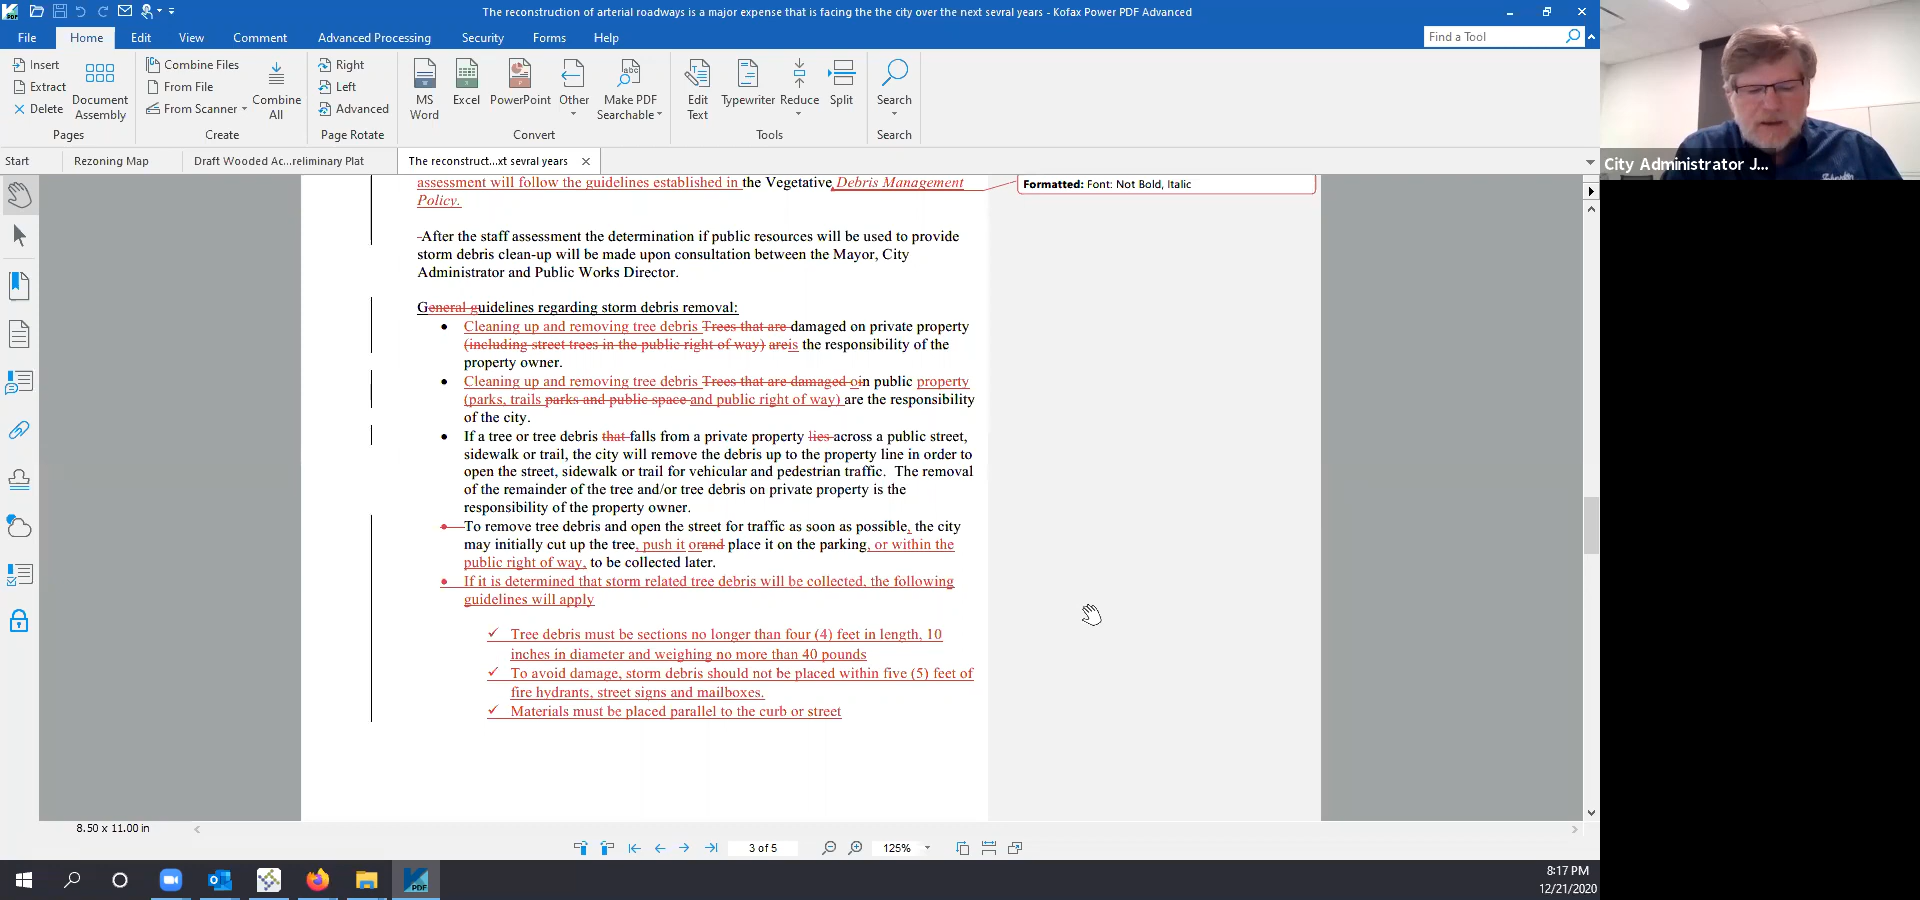 The reconstruction of arterial roadways is a major expense that is facing the the city over the next sevral years - Kofax Power PDF Advanced
File Home Edit View Comment Advanced Processing Security Forms Help
Find a Tool
Insert
Extract
Delete
Document Assembly
Pages
Combine Files
From File
From Scanner
Combine All
Create
Right
Left
Advanced
Page Rotate
MS Word
Excel
PowerPoint
Other
Make PDF Searchable
Convert
Edit Text
Typewriter
Reduce
Split
Tools
Search
Search
Start Rezoning Map Draft Wooded Ac...reliminary Plat The reconstruct...xt sevral years
City Administrator J...
assessment will follow the guidelines established in the Vegetative Debris Management
Policy.
Formatted: Font: Not Bold, Italic
-After the staff assessment the determination if public resources will be used to provide
storm debris clean-up will be made upon consultation between the Mayor, City
Administrator and Public Works Director.
General guidelines regarding storm debris removal:
• Cleaning up and removing tree debris Trees that are damaged on private property
(including street trees in the public right of way) areis the responsibility of the
property owner.
• Cleaning up and removing tree debris Trees that are damaged oin public property
(parks, trails parks and public space and public right of way) are the responsibility
of the city.
• If a tree or tree debris that falls from a private property lies across a public street,
sidewalk or trail, the city will remove the debris up to the property line in order to
open the street, sidewalk or trail for vehicular and pedestrian traffic. The removal
of the remainder of the tree and/or tree debris on private property is the
responsibility of the property owner.
• To remove tree debris and open the street for traffic as soon as possible, the city
may initially cut up the tree, push it orand place it on the parking, or within the
public right of way, to be collected later.
• If it is determined that storm related tree debris will be collected, the following
guidelines will apply
✓ Tree debris must be sections no longer than four (4) feet in length, 10
inches in diameter and weighing no more than 40 pounds
✓ To avoid damage, storm debris should not be placed within five (5) feet of
fire hydrants, street signs and mailboxes.
✓ Materials must be placed parallel to the curb or street
8.50 x 11.00 in
3 of 5
125%
8:17 PM
12/21/2020